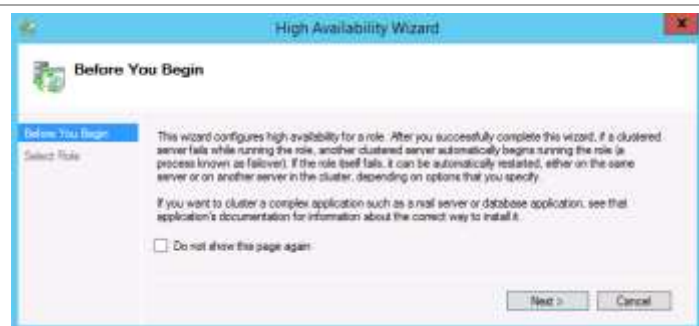 High Availability Wizard
Before You Begin
Before You Begin
Select Role
This wizard configures high availability for a role. After you successfully complete this wizard, if a clustered
server fails while running the role, another clustered server automatically begins running the role (a
process known as failover). If the role itself fails, it can be automatically restarted, either on the same
server or on another server in the cluster, depending on options that you specify.
If you want to cluster a complex application such as a mail server or database application, see that
application's documentation for information about the correct way to install it.
Do not show this page again
Next >
Cancel